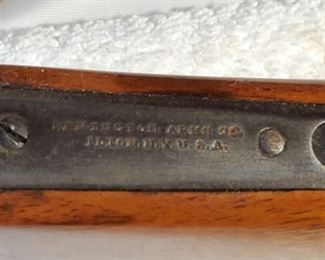 REMINGTON ARMS CO.
ILION, N.Y. U.S.A.